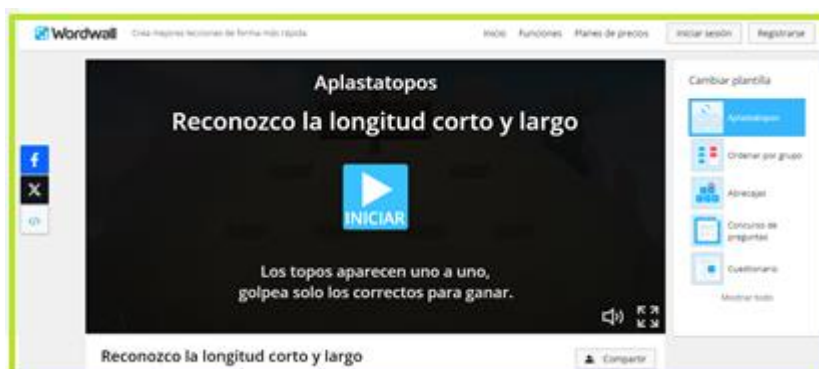 Wordwall
Crea mejores lecciones de forma más rápida
Inicio Funciones Planes de precios Iniciar sesión Registrarse
Aplastatopos
Reconozco la longitud corto y largo
INICIAR
Los topos aparecen uno a uno,
golpea solo los correctos para ganar.
Cambiar plantilla
Aplastatopos
Ordenar por grupo
Abrecajas
Concurso de
preguntas
Cuestionario
Mostrar todo
Reconozco la longitud corto y largo
Compartir